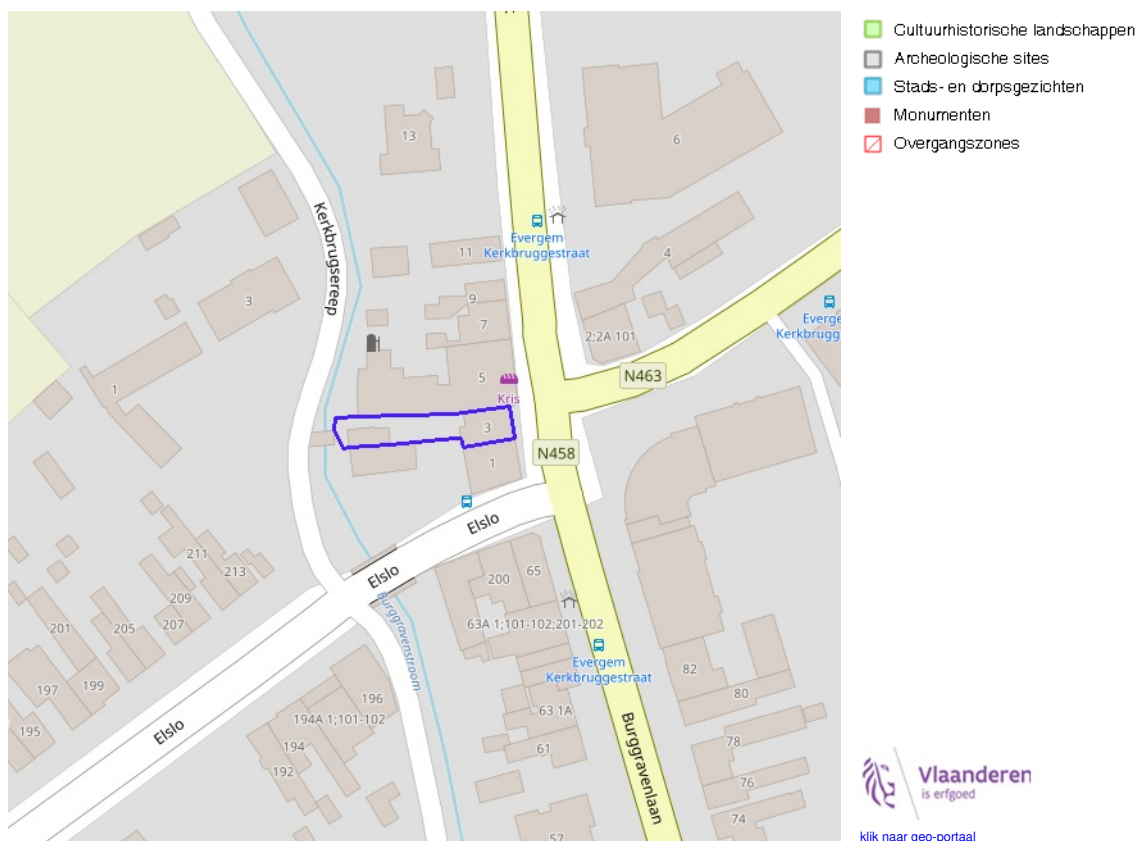 13
6
Kerkbrugsereep
Evergem
Kerkbruggestraat
11
4
3
9
7
2;2A 101
Everge
Kerkbrugg
1
5
Kris
N463
3
1
N458
Elslo
Elslo
211
213
209
207
205
201
199
197
195
Burggravenstroom
200
65
63A 1;101-102;201-202
Evergem
Kerkbruggestraat
82
80
196
194A 1;101-102
194
192
Elslo
63 1A
61
Burggravenlaan
78
76
74
57
Cultuurhistorische landschappen
Archeologische sites
Stads- en dorpsgezichten
Monumenten
Overgangszones
Vlaanderen
is erfgoed
klik naar geo-portaal